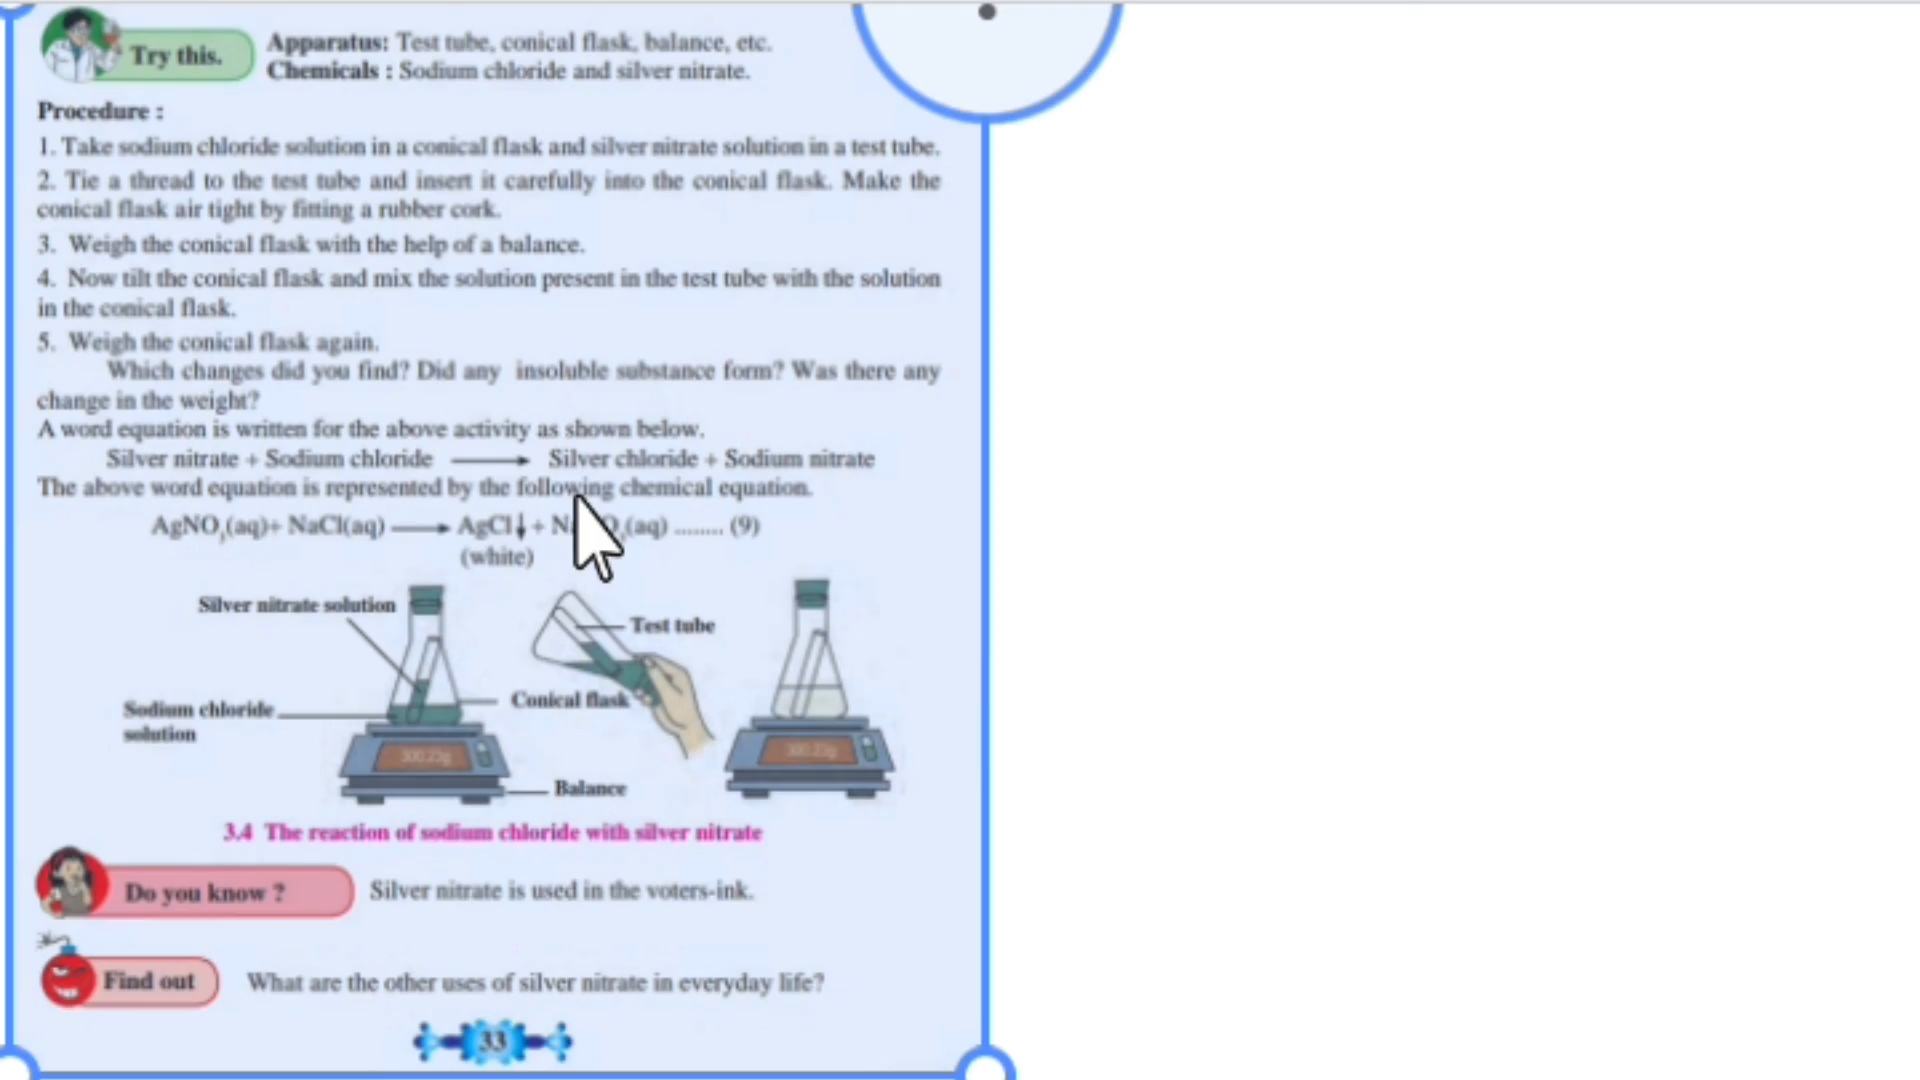 Try this.
Apparatus: Test tube, conical flask, balance, etc.
Chemicals : Sodium chloride and silver nitrate.
Procedure :
1. Take sodium chloride solution in a conical flask and silver nitrate solution in a test tube.
2. Tie a thread to the test tube and insert it carefully into the conical flask. Make the
conical flask air tight by fitting a rubber cork.
3. Weigh the conical flask with the help of a balance.
4. Now tilt the conical flask and mix the solution present in the test tube with the solution
in the conical flask.
5. Weigh the conical flask again.
Which changes did you find? Did any insoluble substance form? Was there any
change in the weight?
A word equation is written for the above activity as shown below.
Silver nitrate + Sodium chloride ⟶ Silver chloride + Sodium nitrate
The above word equation is represented by the following chemical equation.
AgNO₃(aq)+ NaCl(aq) ⟶ AgCl↓ + (aq) ........ (9)
(white)
Silver nitrate solution
Test tube
Conical flask
Sodium chloride
solution
300.23g
300.23g
Balance
3.4 The reaction of sodium chloride with silver nitrate
Do you know ?
Silver nitrate is used in the voters-ink.
Find out
What are the other uses of silver nitrate in everyday life?
33